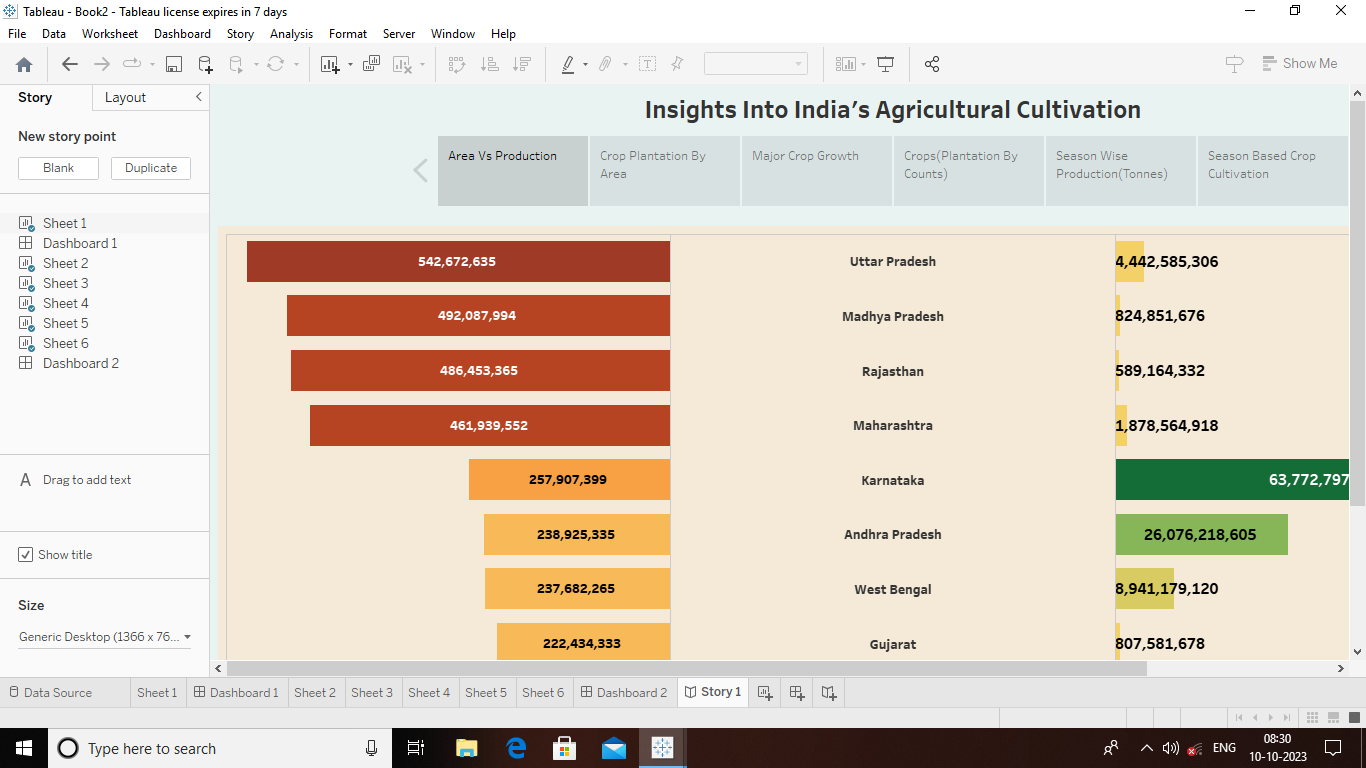 Tableau - Book2 - Tableau license expires in 7 days
File Data Worksheet Dashboard Story Analysis Format Server Window Help
Show Me
Story Layout
New story point
Blank Duplicate
Sheet 1
Dashboard 1
Sheet 2
Sheet 3
Sheet 4
Sheet 5
Sheet 6
Dashboard 2
A Drag to add text
Show title
Size
Generic Desktop (1366 x 76...
Insights Into India’s Agricultural Cultivation
Area Vs Production
Crop Plantation By
Area
Major Crop Growth
Crops(Plantation By
Counts)
Season Wise
Production(Tonnes)
Season Based Crop
Cultivation
542,672,635 Uttar Pradesh 4,442,585,306
492,087,994 Madhya Pradesh 824,851,676
486,453,365 Rajasthan 589,164,332
461,939,552 Maharashtra 1,878,564,918
257,907,399 Karnataka 63,772,797
238,925,335 Andhra Pradesh 26,076,218,605
237,682,265 West Bengal 8,941,179,120
222,434,333 Gujarat 807,581,678
Data Source Sheet 1 Dashboard 1 Sheet 2 Sheet 3 Sheet 4 Sheet 5 Sheet 6 Dashboard 2 Story 1
Type here to search
ENG
08:30
10-10-2023